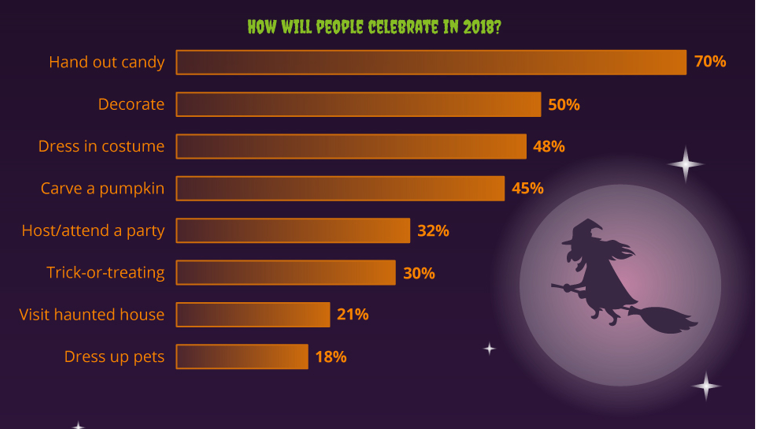 HOW WILL PEOPLE CELEBRATE IN 2018?
Hand out candy 70%
Decorate 50%
Dress in costume 48%
Carve a pumpkin 45%
Host/attend a party 32%
Trick-or-treating 30%
Visit haunted house 21%
Dress up pets 18%